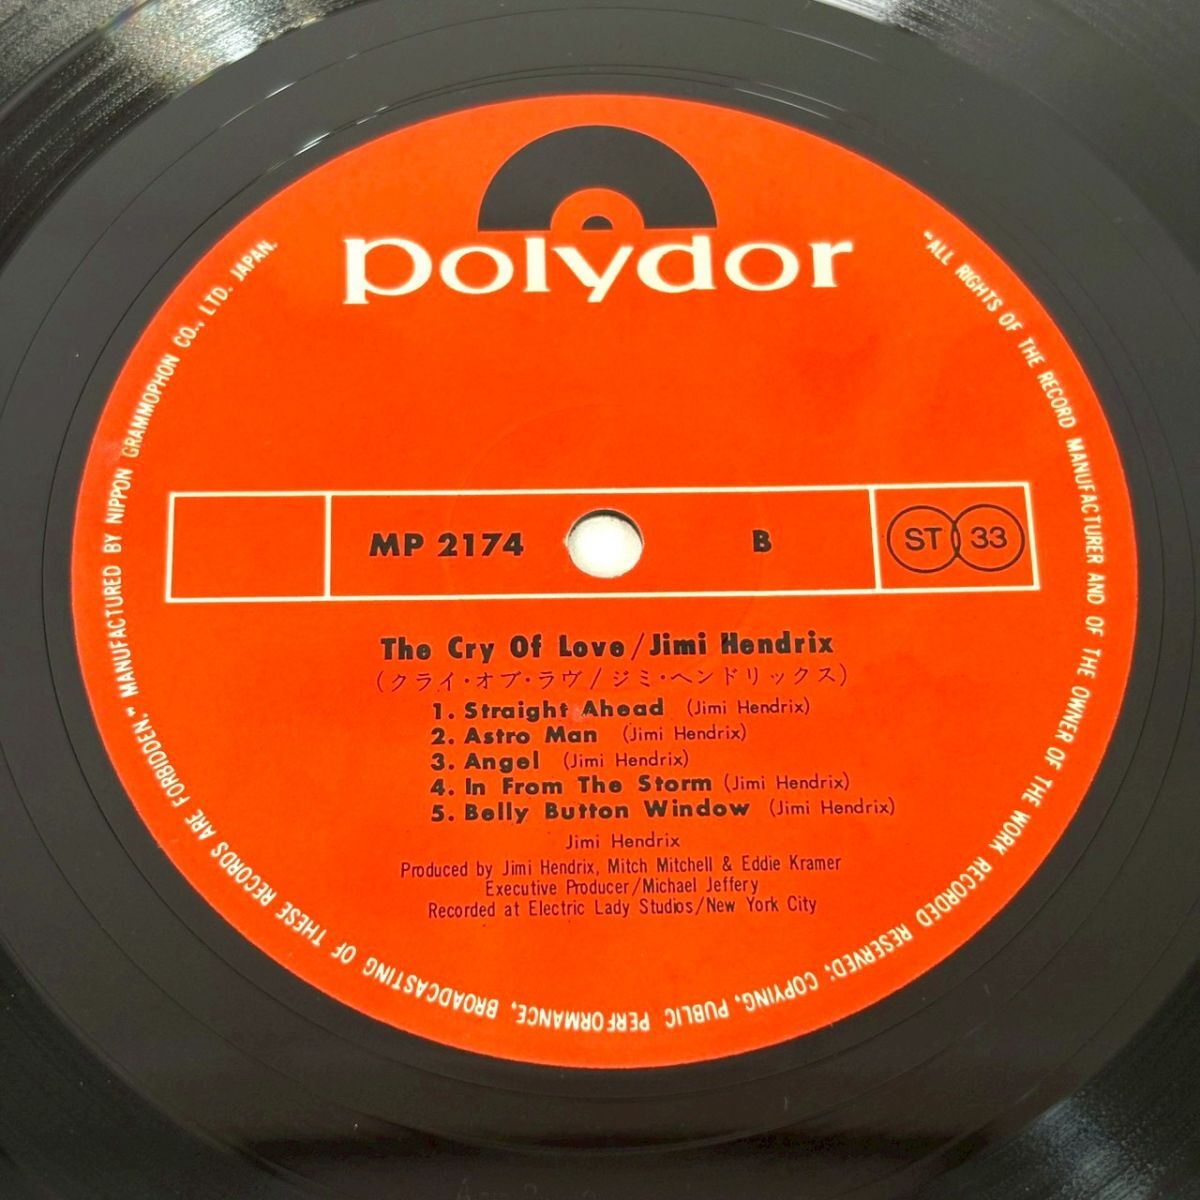 polydor
MP 2174
B
ST 33
The Cry Of Love/Jimi Hendrix
(クライ・オブ・ラヴ/ジミ・ヘンドリックス)
1. Straight Ahead (Jimi Hendrix)
2. Astro Man (Jimi Hendrix)
3. Angel (Jimi Hendrix)
4. In From The Storm (Jimi Hendrix)
5. Belly Button Window (Jimi Hendrix)
Jimi Hendrix
Produced by Jimi Hendrix, Mitch Mitchell & Eddie Kramer
Executive Producer/Michael Jeffery
Recorded at Electric Lady Studios/New York City
"ALL RIGHTS OF THE RECORD MANUFACTURER AND OF THE OWNER OF THE WORK RECORDED RESERVED; COPYING, PUBLIC PERFORMANCE, BROADCASTING OF THESE RECORDS ARE FORBIDDEN," MANUFACTURED BY NIPPON GRAMMOPHON CO., LTD. JAPAN.